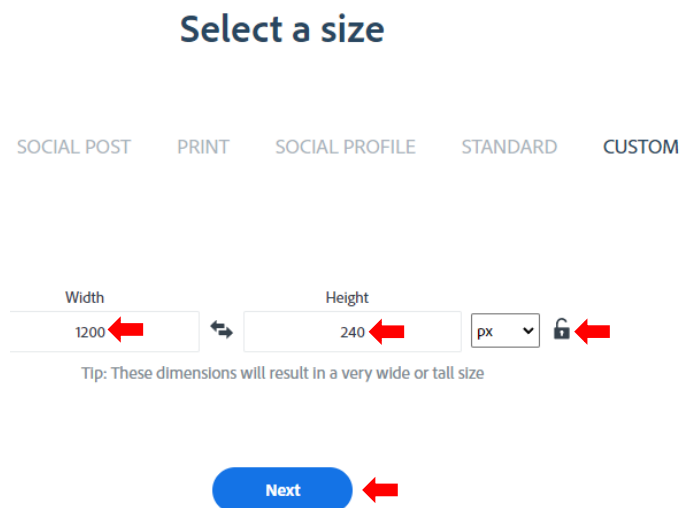 Select a size
SOCIAL POST PRINT SOCIAL PROFILE STANDARD CUSTOM
Width Height
1200 240 px
Tip: These dimensions will result in a very wide or tall size
Next